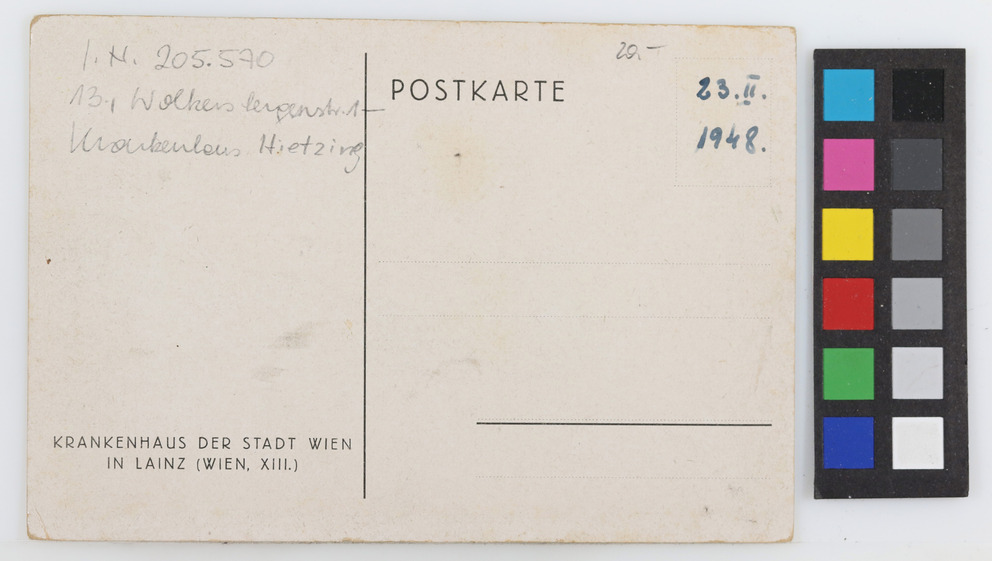 I.N. 205.570
13., Wolkersbergenstr. 1-
Krankenhaus Hietzing
20.-
POSTKARTE
23.II.
1948.
KRANKENHAUS DER STADT WIEN
IN LAINZ (WIEN, XIII.)